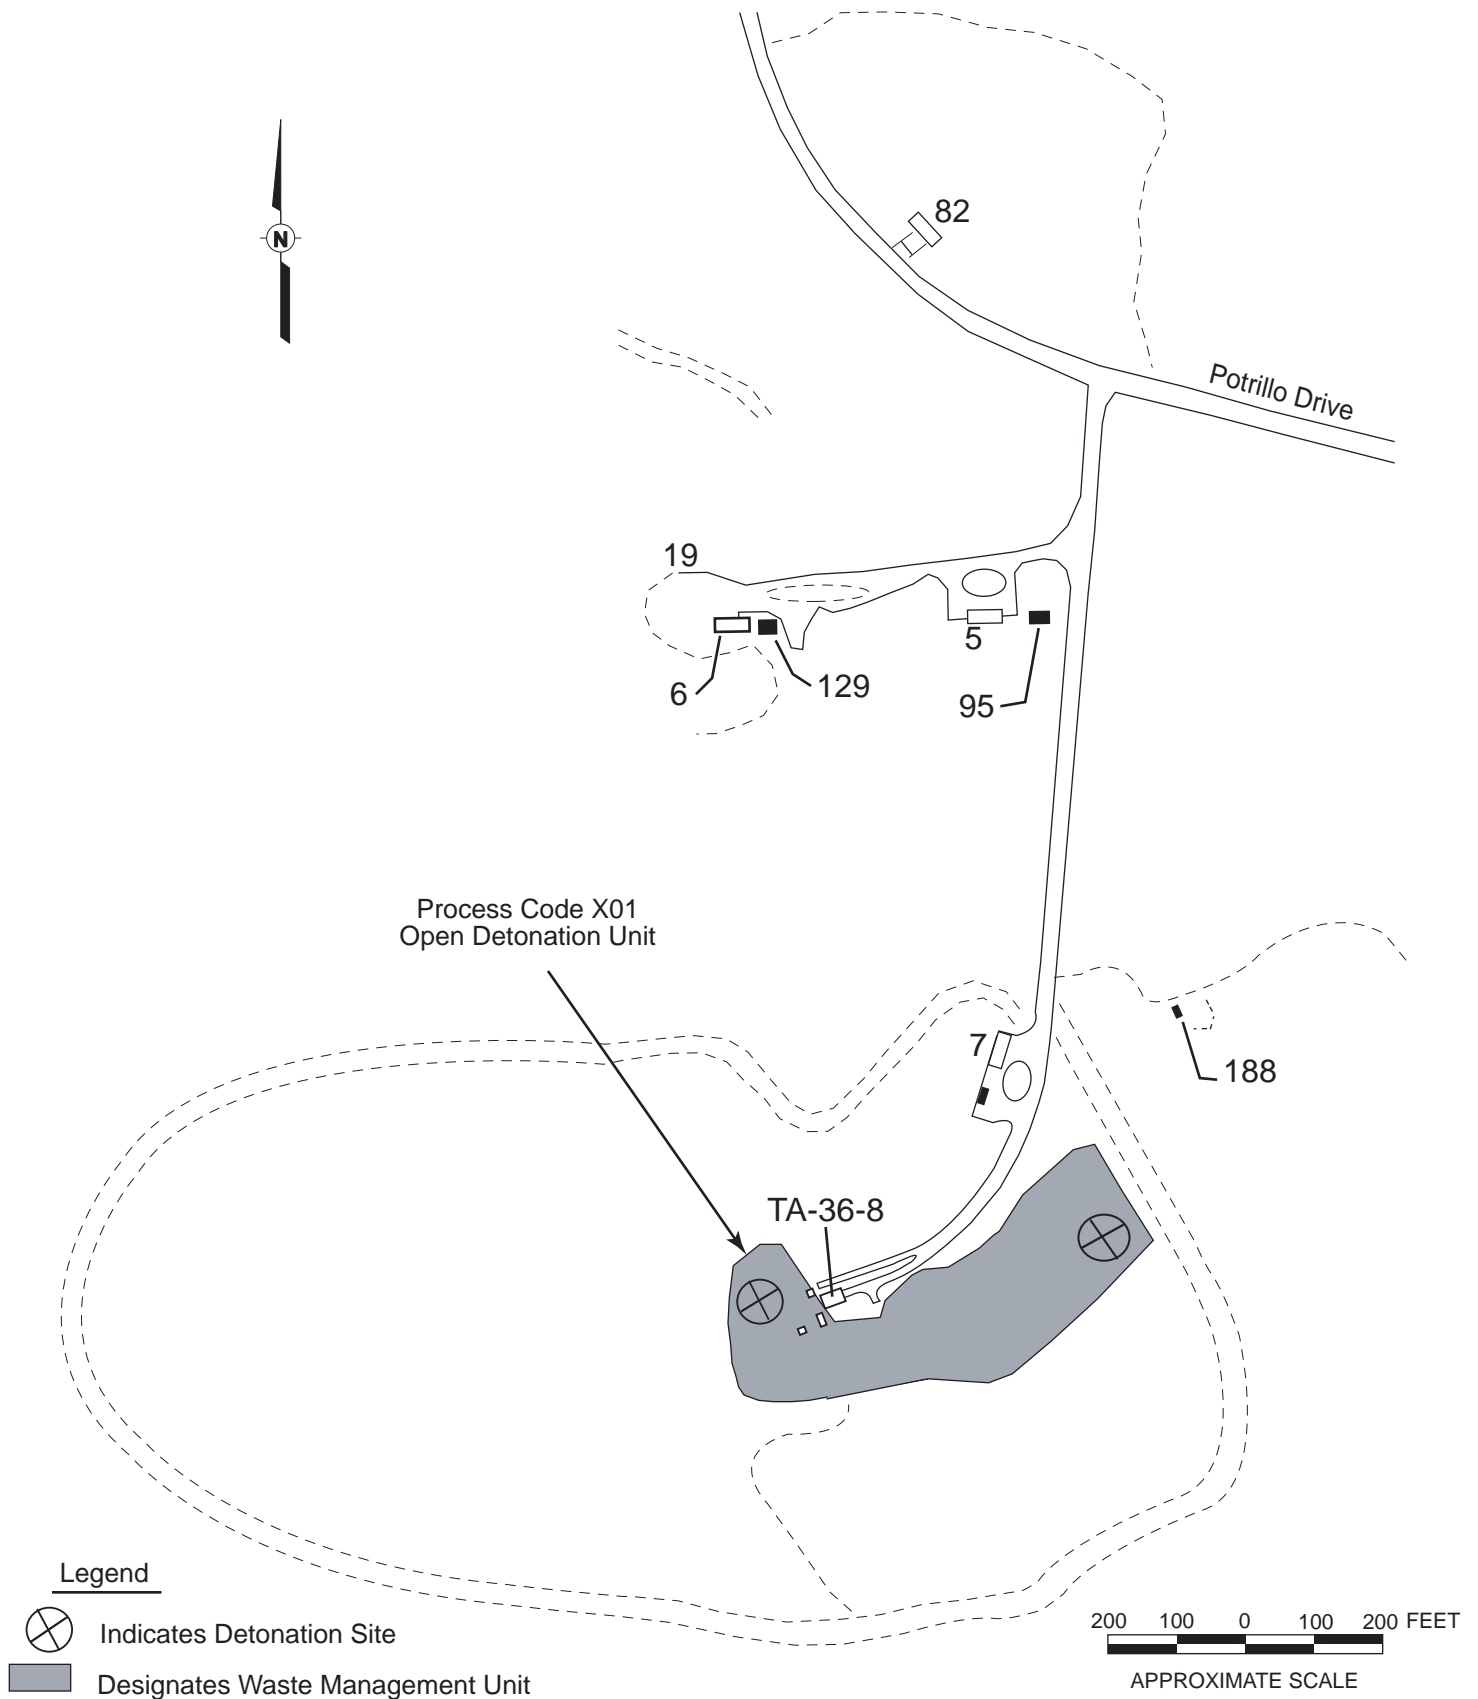 82
N
Potrillo Drive
19
5
129
6
95
Process Code X01
Open Detonation Unit
7
188
TA-36-8
Legend
Indicates Detonation Site
Designates Waste Management Unit
200 100 0 100 200 FEET
APPROXIMATE SCALE